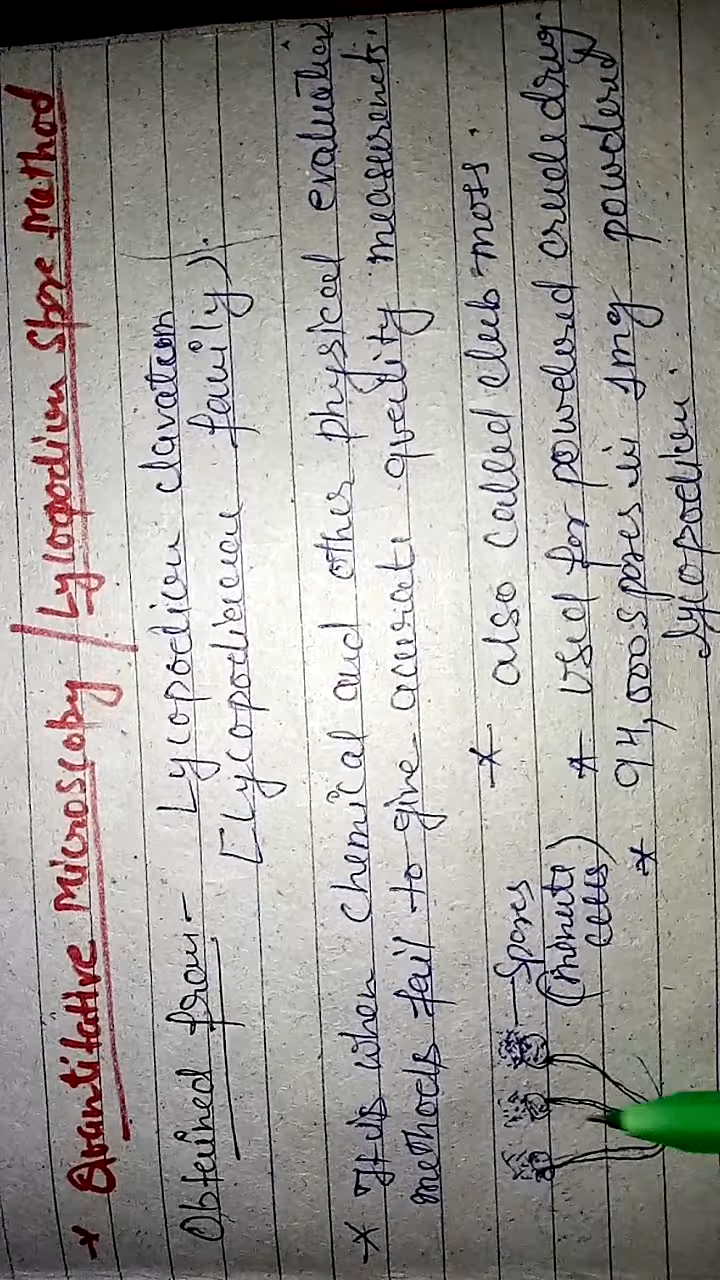 * Quantitative Microscopy / Lycopodium Spore Method
Obtained from:- Lycopodium clavatum
[Lycopodiaceae family].
* It is when chemical and other physical evaluation
methods fail to give accurate quality measurements.
* also called club-moss.
Spores
(minute
cells)
* Used for powdered crude drug
* 94,000 spores in 1mg powdered
lycopodium.